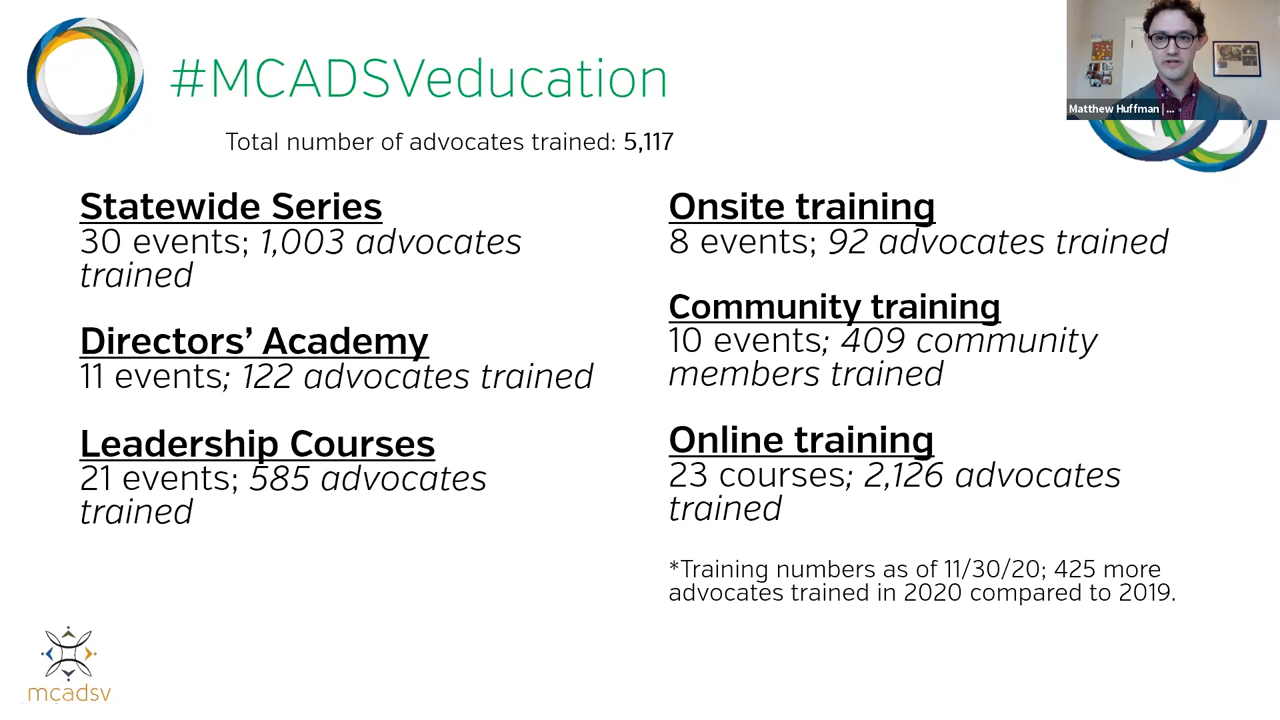 #MCADSVeducation
Matthew Huffman | ...
Total number of advocates trained: 5,117
Statewide Series
30 events; 1,003 advocates
trained
Directors’ Academy
11 events; 122 advocates trained
Leadership Courses
21 events; 585 advocates
trained
Onsite training
8 events; 92 advocates trained
Community training
10 events; 409 community
members trained
Online training
23 courses; 2,126 advocates
trained
*Training numbers as of 11/30/20; 425 more
advocates trained in 2020 compared to 2019.
mcadsv